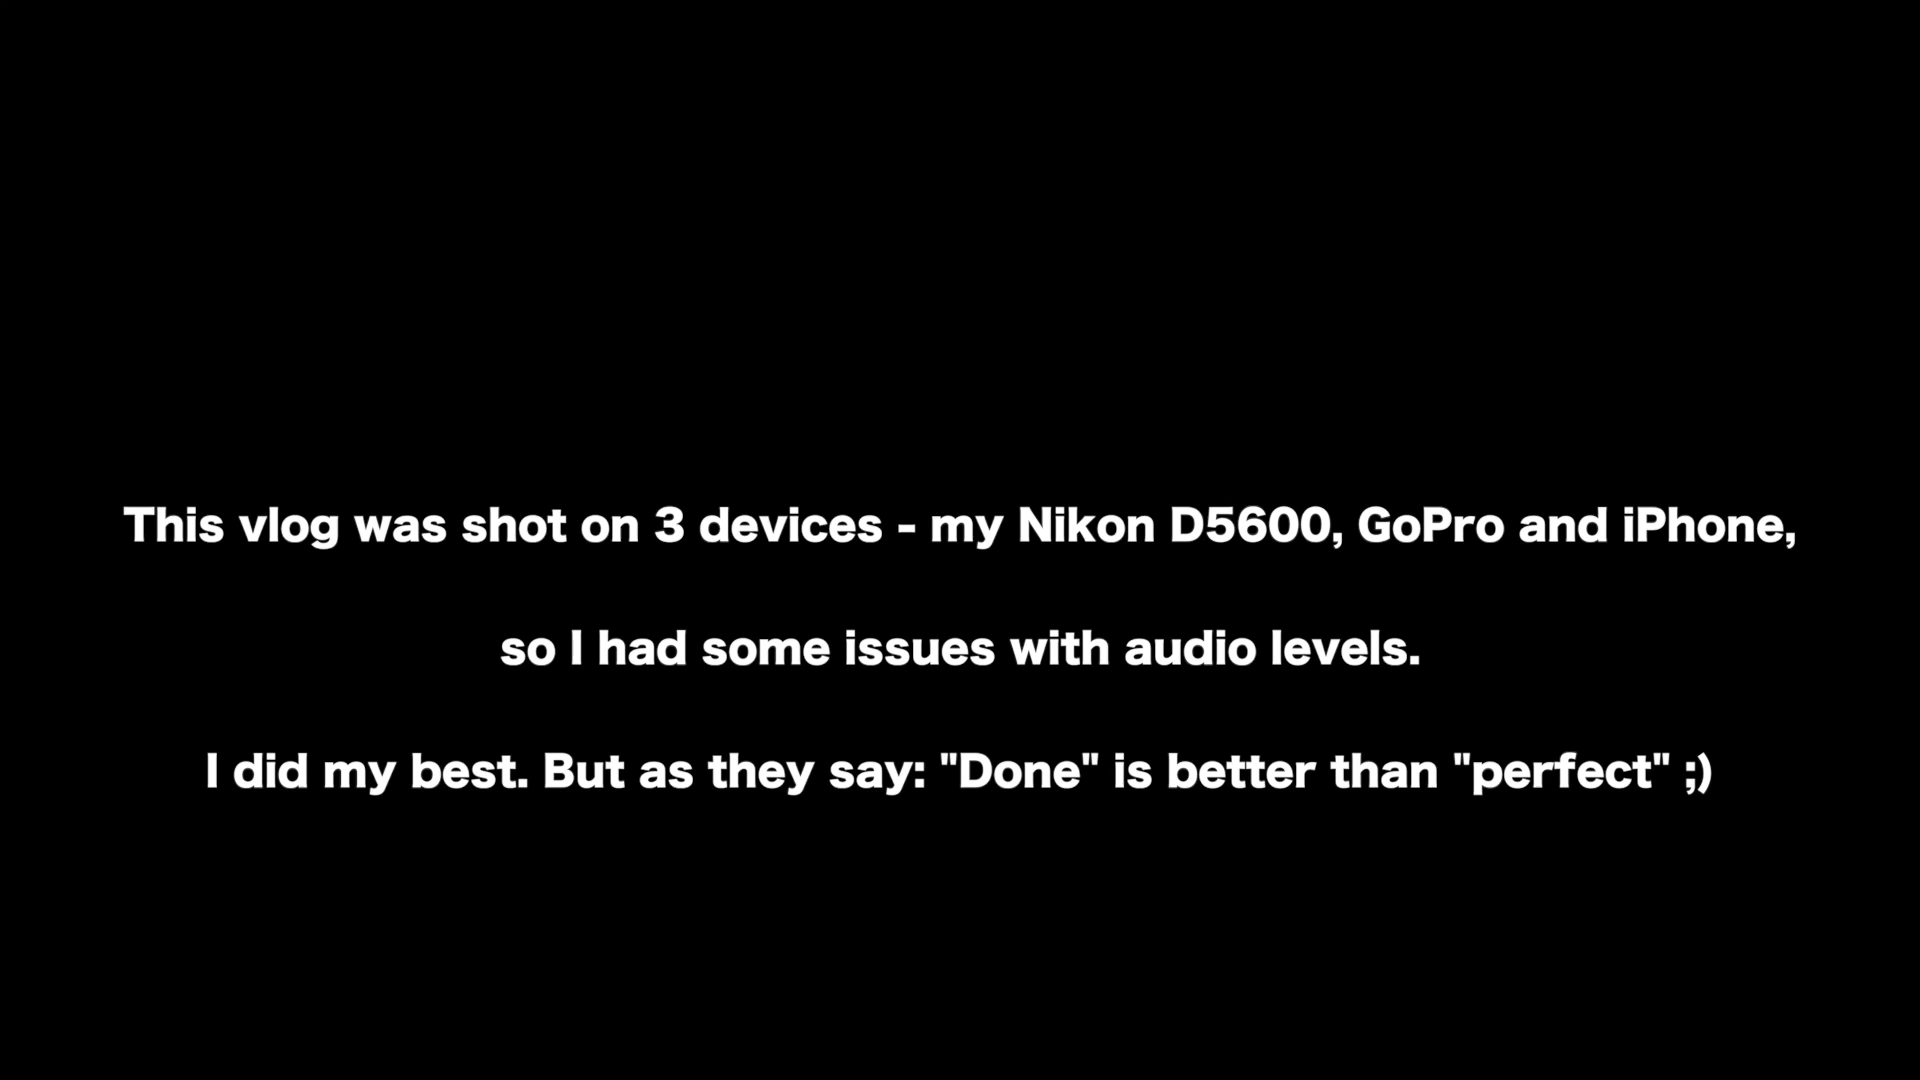 This vlog was shot on 3 devices - my Nikon D5600, GoPro and iPhone,
so I had some issues with audio levels.
I did my best. But as they say: "Done" is better than "perfect" ;)